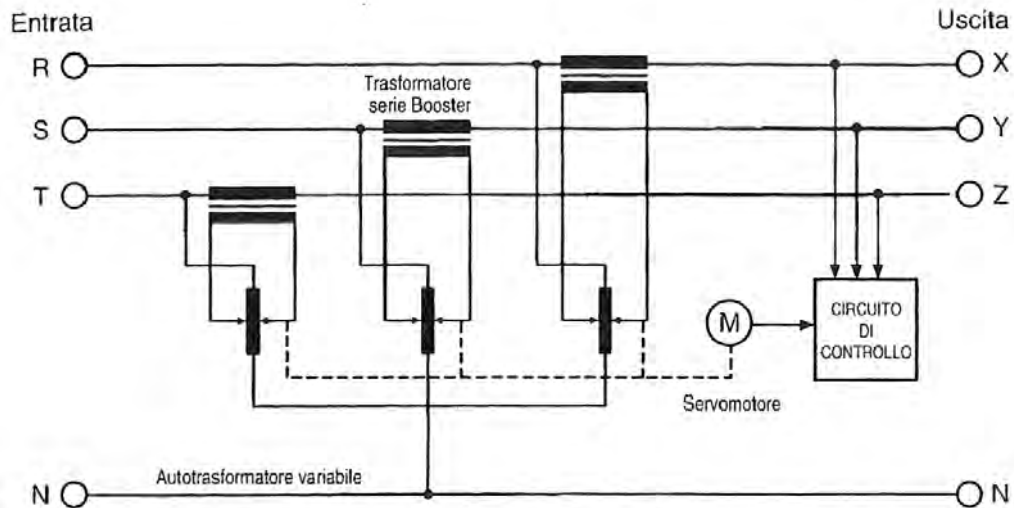 Entrata
Uscita
R
X
Trasformatore
serie Booster
S
Y
T
Z
M
CIRCUITO
DI
CONTROLLO
Servomotore
Autotrasformatore variabile
N
N